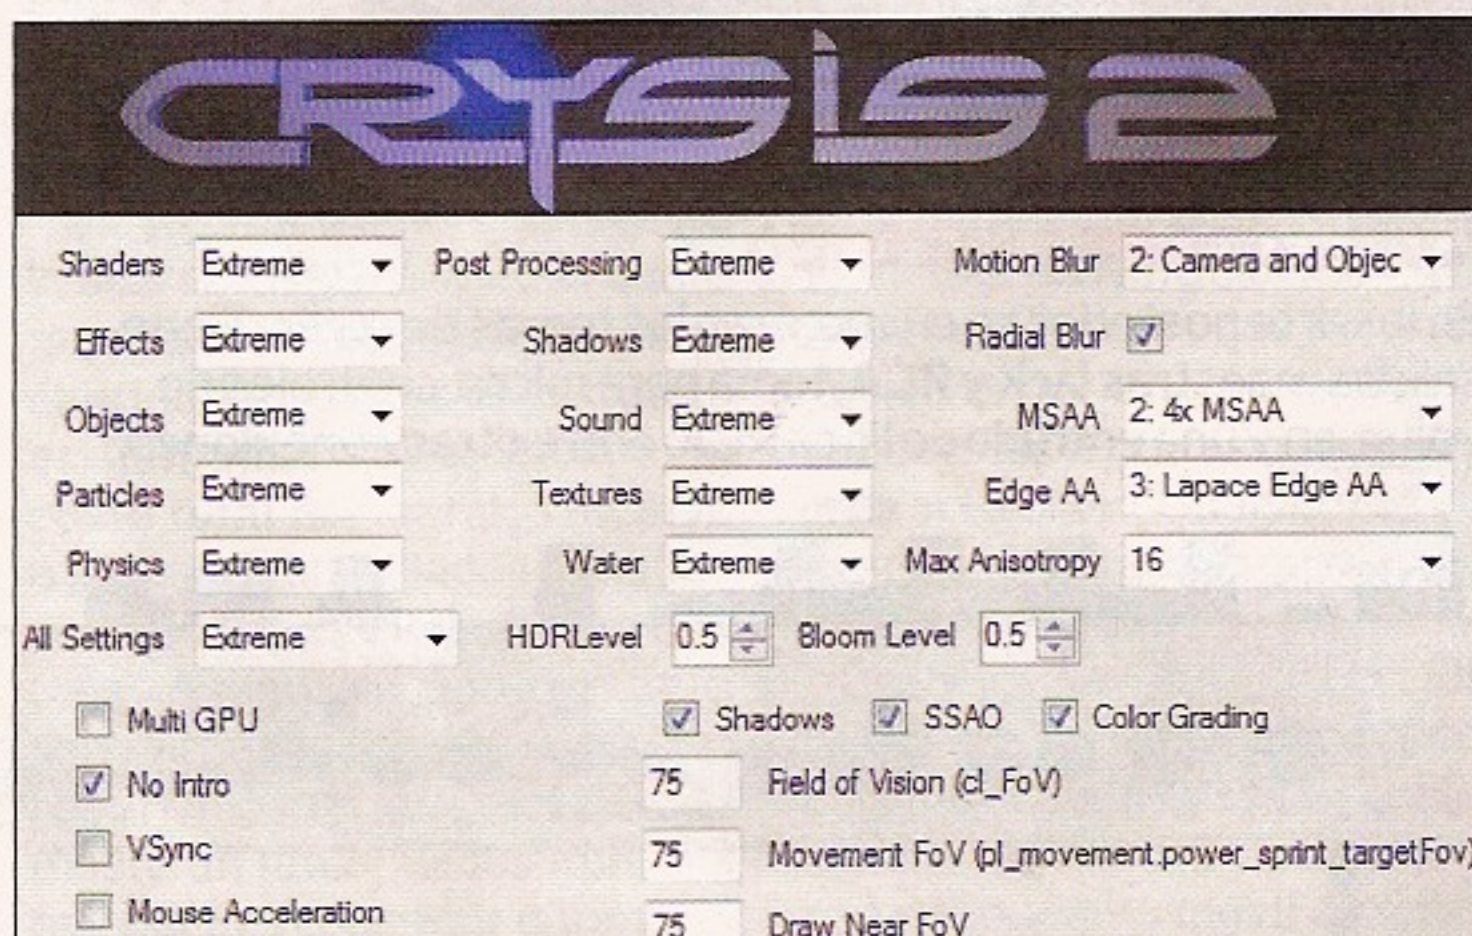 CRYSIS 2
Shaders Extreme Post Processing Extreme Motion Blur 2: Camera and Objec
Effects Extreme Shadows Extreme Radial Blur
Objects Extreme Sound Extreme MSAA 2: 4x MSAA
Particles Extreme Textures Extreme Edge AA 3: Lapace Edge AA
Physics Extreme Water Extreme Max Anisotropy 16
All Settings Extreme HDRLevel 0.5 Bloom Level 0.5
Multi GPU Shadows SSAO Color Grading
No Intro 75 Field of Vision (cl_FoV)
VSync 75 Movement FoV (pl_movement.power_sprint_targetFov)
Mouse Acceleration 75 Draw Near FoV